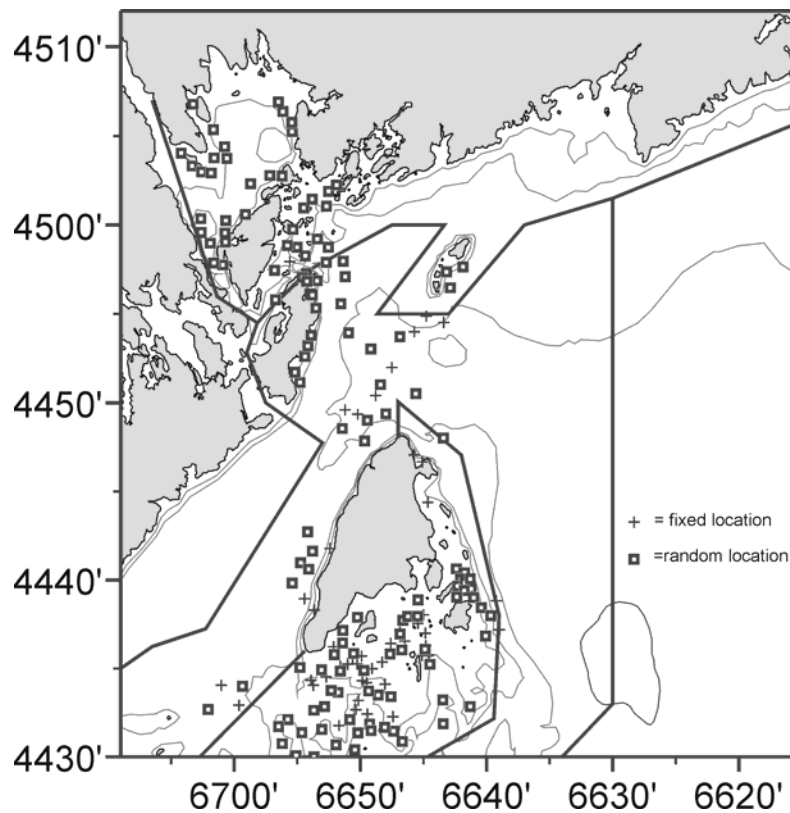 4510'
4500'
4450'
+ = fixed location
=random location
4440'
4430'
6700' 6650' 6640' 6630' 6620'